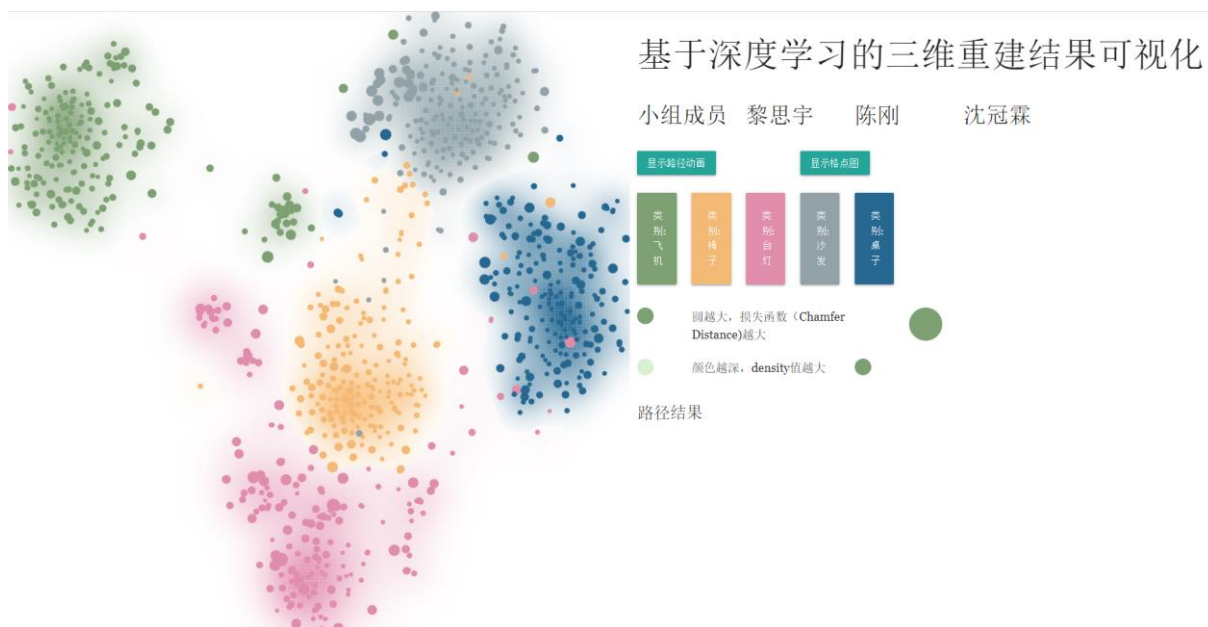 基于深度学习的三维重建结果可视化
小组成员 黎思宇 陈刚 沈冠霖
显示路径动画 显示格点图
类别:飞机
类别:椅子
类别:台灯
类别:沙发
类别:桌子
圆越大，损失函数（Chamfer
Distance)越大
颜色越深，density值越大
路径结果